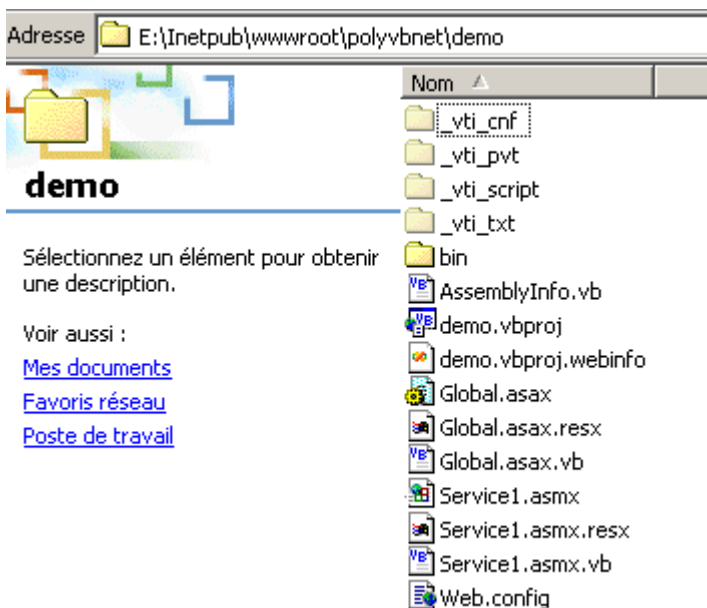 Adresse E:\Inetpub\wwwroot\polyvbnet\demo
demo
Sélectionnez un élément pour obtenir
une description.
Voir aussi :
Mes documents
Favoris réseau
Poste de travail
Nom
_vti_cnf
_vti_pvt
_vti_script
_vti_txt
bin
AssemblyInfo.vb
demo.vbproj
demo.vbproj.webinfo
Global.asax
Global.asax.resx
Global.asax.vb
Service1.asmx
Service1.asmx.resx
Service1.asmx.vb
Web.config